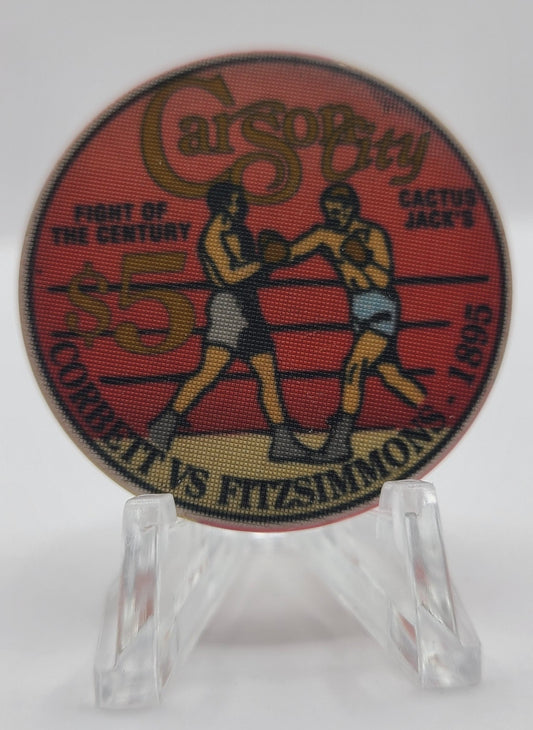 Carson City
FIGHT OF
THE CENTURY
CACTUS
JACK'S
$5
CORBETT VS FITZSIMMONS - 1895